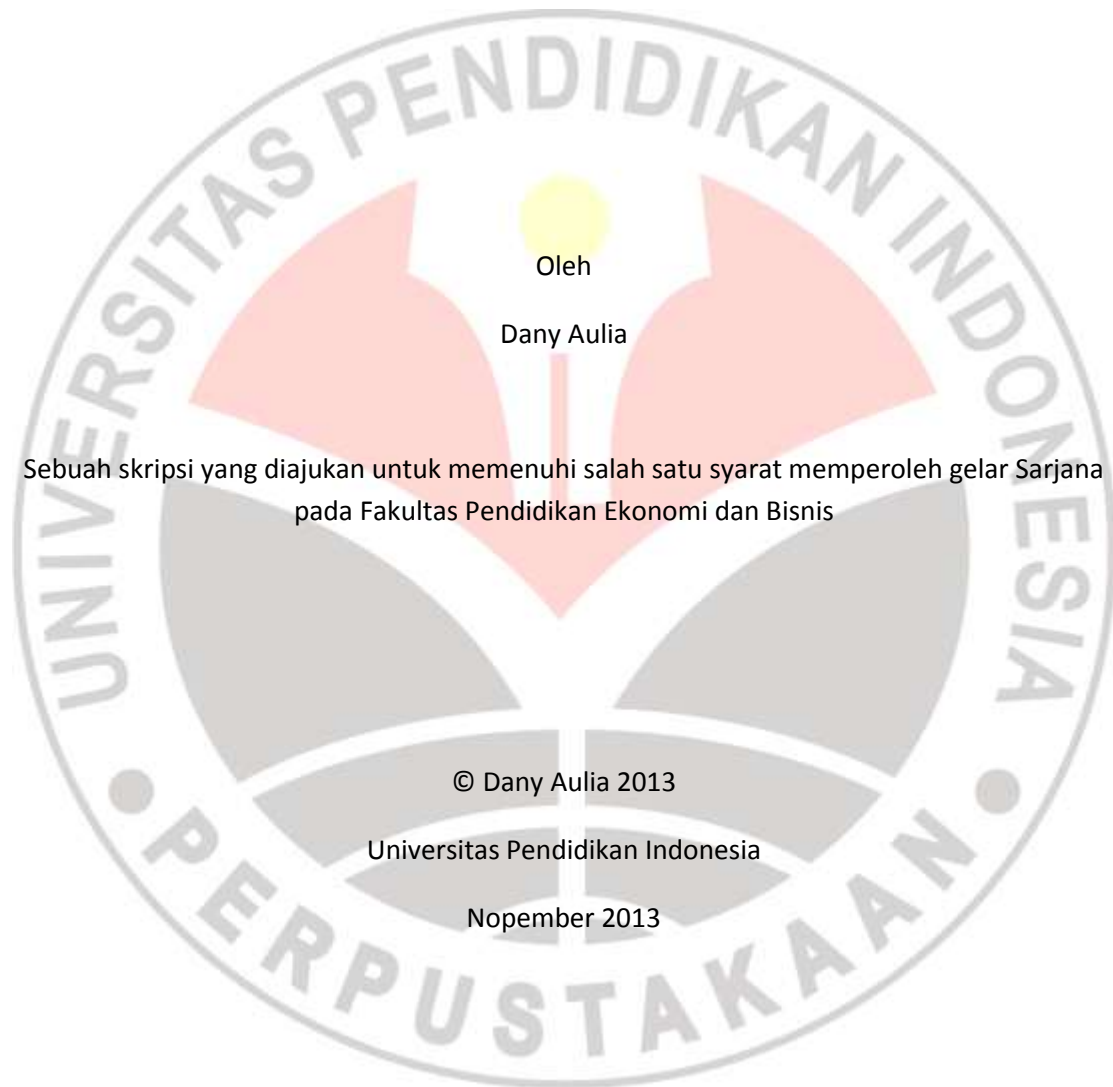 UNIVERSITAS PENDIDIKAN INDONESIA
Oleh
Dany Aulia
Sebuah skripsi yang diajukan untuk memenuhi salah satu syarat memperoleh gelar Sarjana
pada Fakultas Pendidikan Ekonomi dan Bisnis
© Dany Aulia 2013
Universitas Pendidikan Indonesia
Nopember 2013
PERPUSTAKAAN